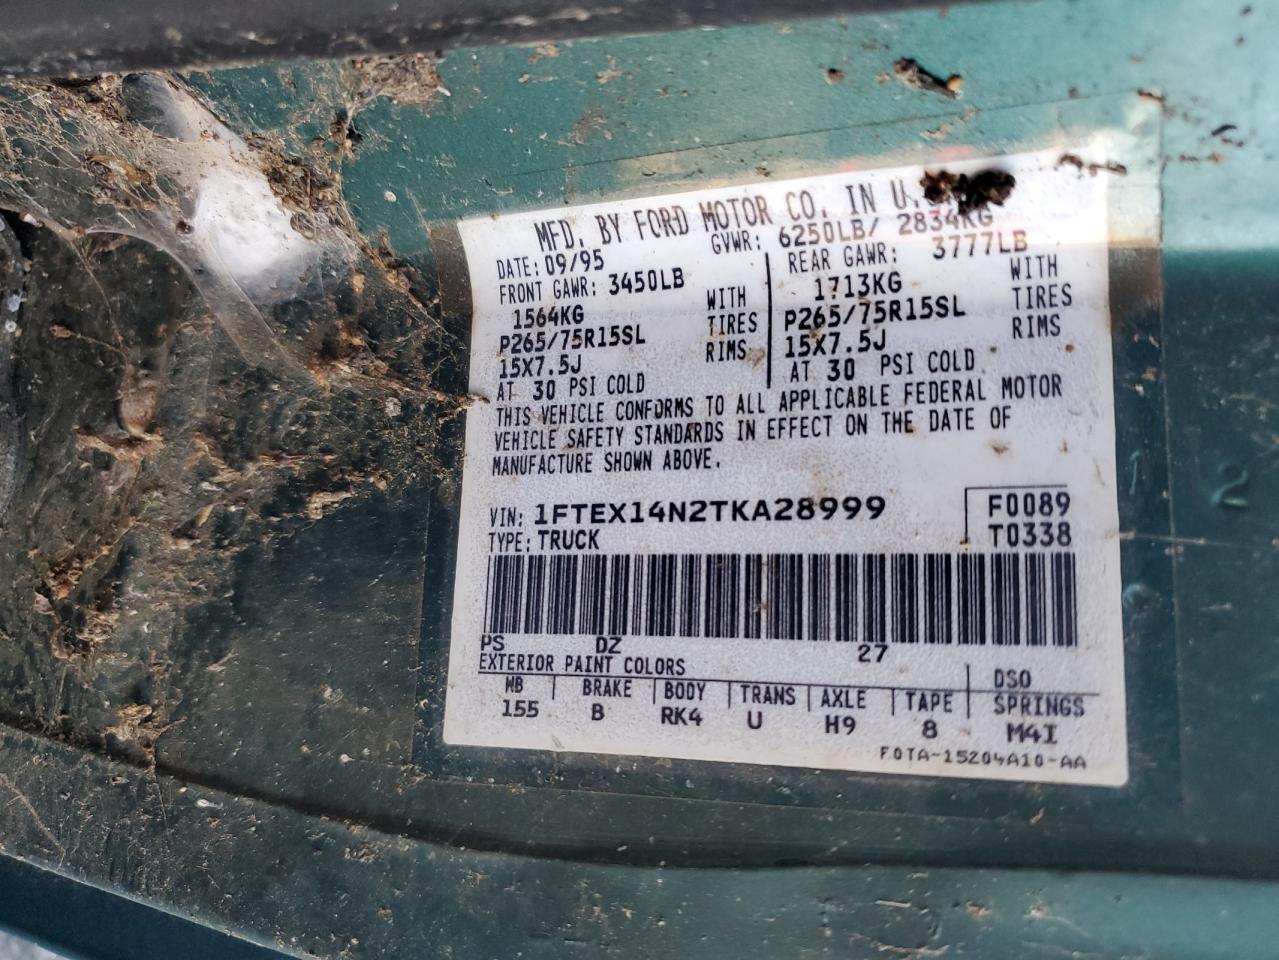 MFD. BY FORD MOTOR CO. IN
DATE: 09/95 GVWR: 6250LB/ 2834KG
FRONT GAWR: 3450LB REAR GAWR: 3777LB
1564KG WITH 1713KG WITH
P265/75R15SL TIRES P265/75R15SL TIRES
15X7.5J RIMS 15X7.5J RIMS
AT 30 PSI COLD AT 30 PSI COLD
THIS VEHICLE CONFORMS TO ALL APPLICABLE FEDERAL MOTOR
VEHICLE SAFETY STANDARDS IN EFFECT ON THE DATE OF
MANUFACTURE SHOWN ABOVE.
VIN: 1FTEX14N2TKA28999 F0089
TYPE: TRUCK T0338
PS DZ 27
EXTERIOR PAINT COLORS DSO
WB BRAKE BODY TRANS AXLE TAPE SPRINGS
155 B RK4 U H9 8 M4I
F0TA-15204A10-AA